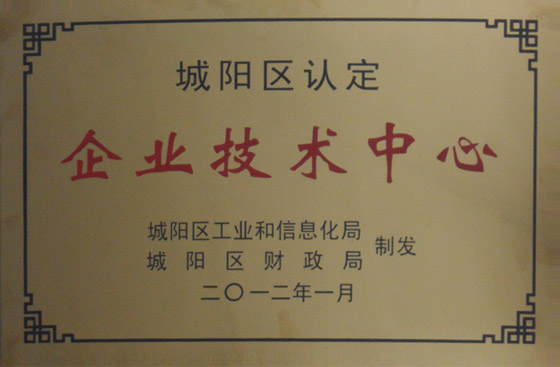 城阳区认定
企业技术中心
城阳区工业和信息化局
城阳区财政局
制发
二〇一二年一月